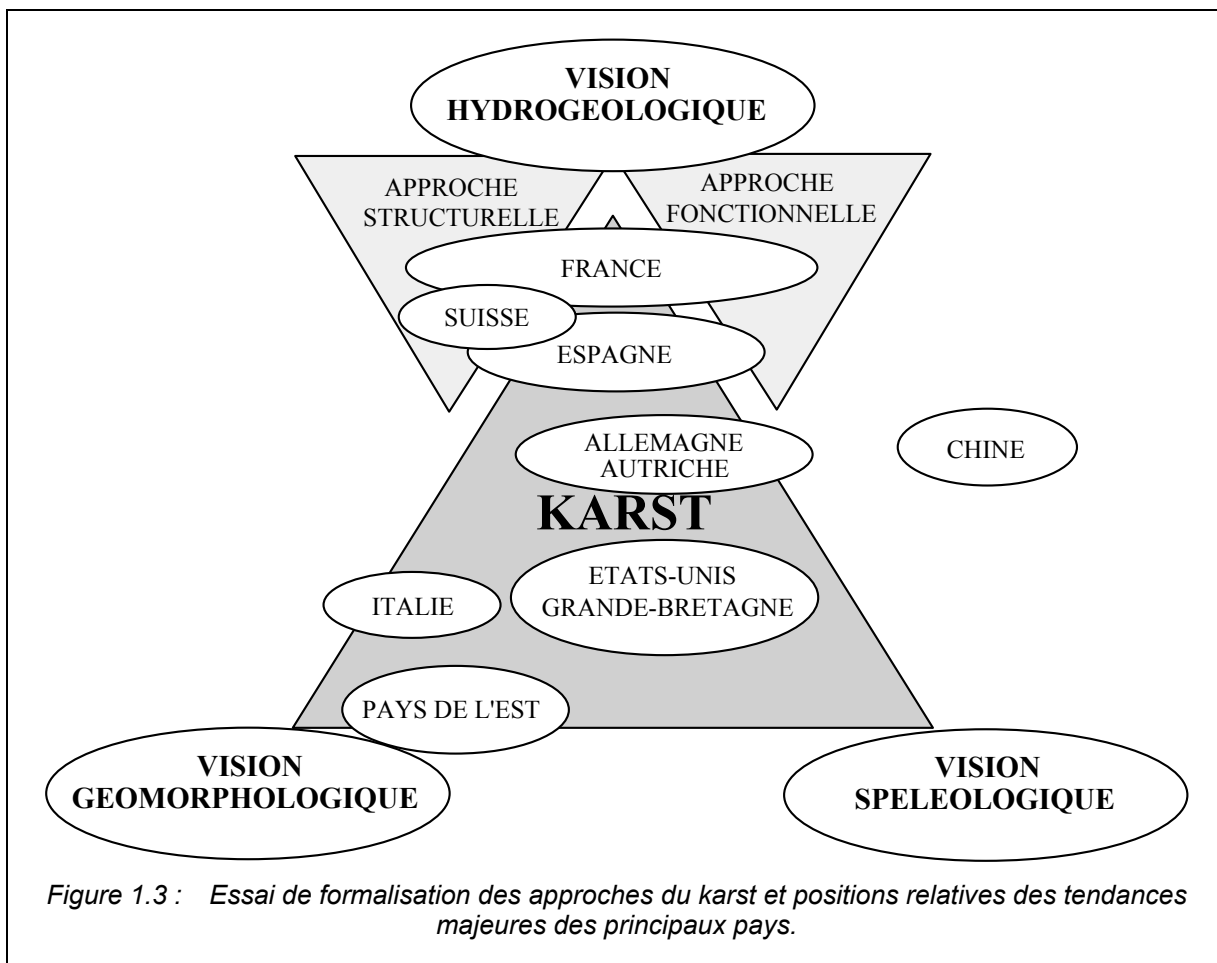 VISION
HYDROGEOLOGIQUE
APPROCHE
STRUCTURELLE
APPROCHE
FONCTIONNELLE
FRANCE
SUISSE
ESPAGNE
ALLEMAGNE
AUTRICHE
CHINE
KARST
ETATS-UNIS
GRANDE-BRETAGNE
ITALIE
PAYS DE L'EST
VISION
GEOMORPHOLOGIQUE
VISION
SPELEOLOGIQUE
Figure 1.3 : Essai de formalisation des approches du karst et positions relatives des tendances
majeures des principaux pays.